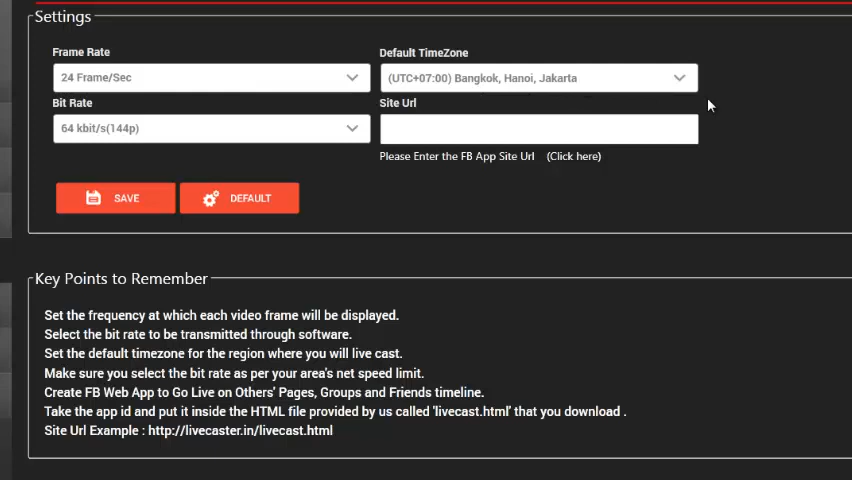 Settings
Frame Rate
Default TimeZone
24 Frame/Sec
(UTC+07:00) Bangkok, Hanoi, Jakarta
Bit Rate
Site Url
64 kbit/s(144p)
Please Enter the FB App Site Url (Click here)
SAVE
DEFAULT
Key Points to Remember
Set the frequency at which each video frame will be displayed.
Select the bit rate to be transmitted through software.
Set the default timezone for the region where you will live cast.
Make sure you select the bit rate as per your area's net speed limit.
Create FB Web App to Go Live on Others' Pages, Groups and Friends timeline.
Take the app id and put it inside the HTML file provided by us called 'livecast.html' that you download .
Site Url Example : http://livecaster.in/livecast.html